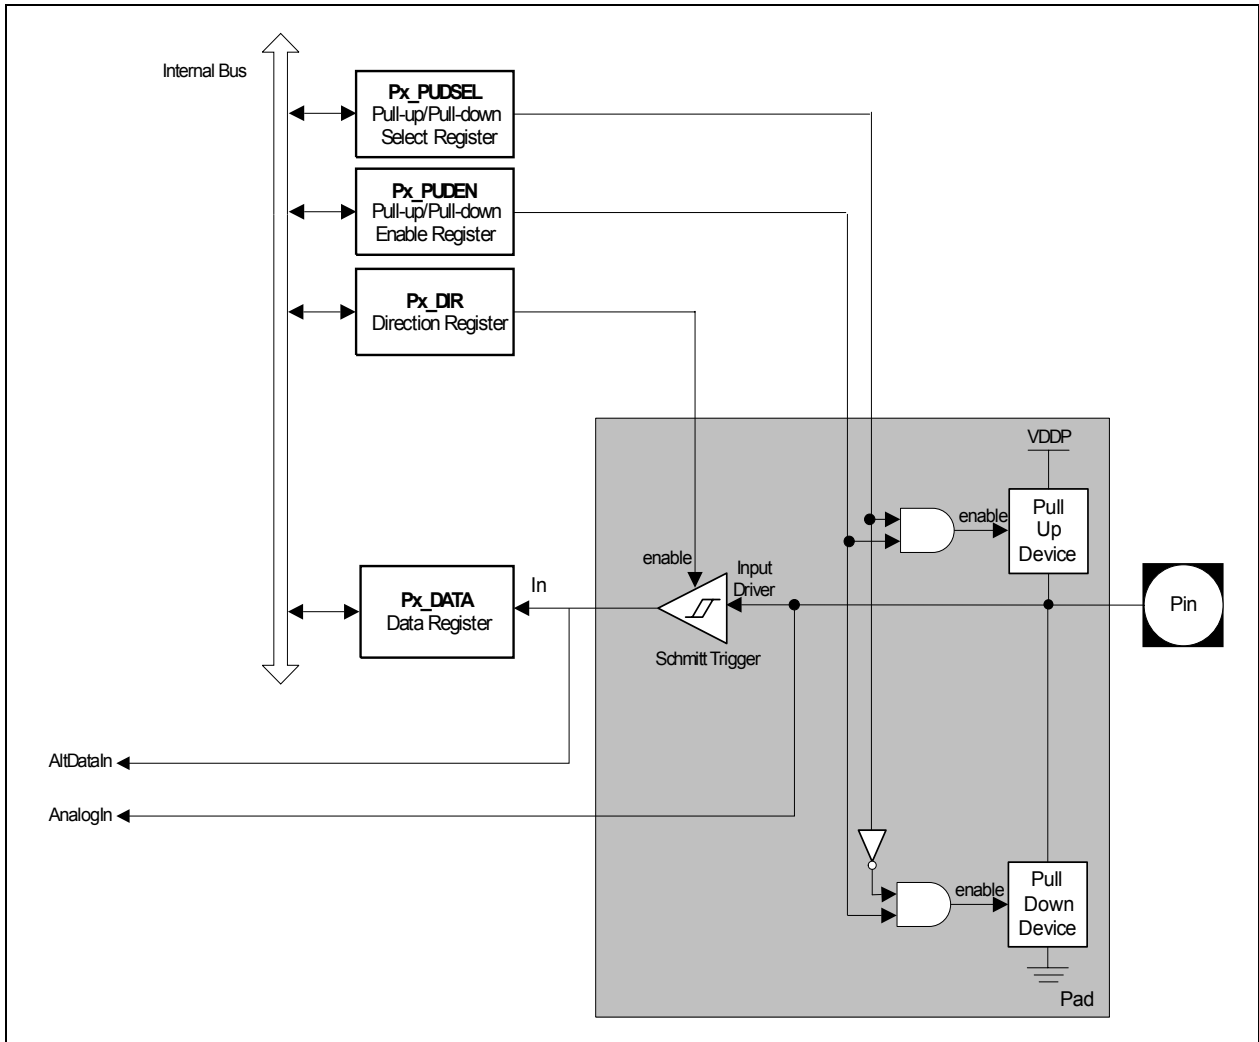 Internal Bus
Px_PUDSEL
Pull-up/Pull-down
Select Register
Px_PUDEN
Pull-up/Pull-down
Enable Register
Px_DIR
Direction Register
VDDP
enable
Pull
Up
Device
enable
Input
Driver
In
Px_DATA
Data Register
Schmitt Trigger
Pin
AltDataIn
AnalogIn
enable
Pull
Down
Device
Pad